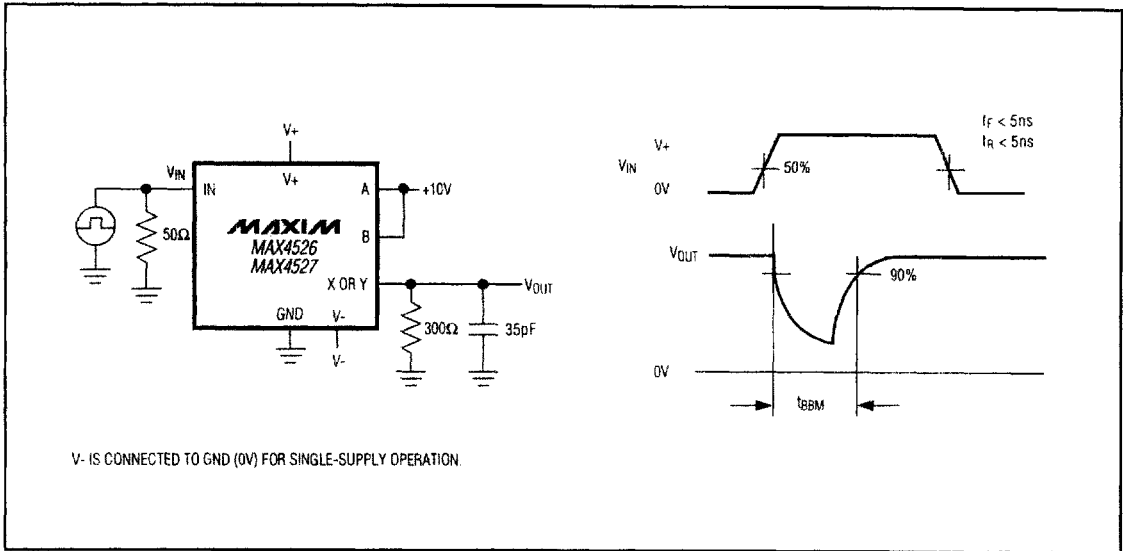 V+
VIN
V+
IN
A
+10V
50Ω
MAXIM
MAX4526
MAX4527
B
X OR Y
VOUT
GND
V-
300Ω
35pF
V-
V- IS CONNECTED TO GND (0V) FOR SINGLE-SUPPLY OPERATION.
tF < 5ns
tR < 5ns
V+
VIN
50%
0V
VOUT
90%
0V
tBBM